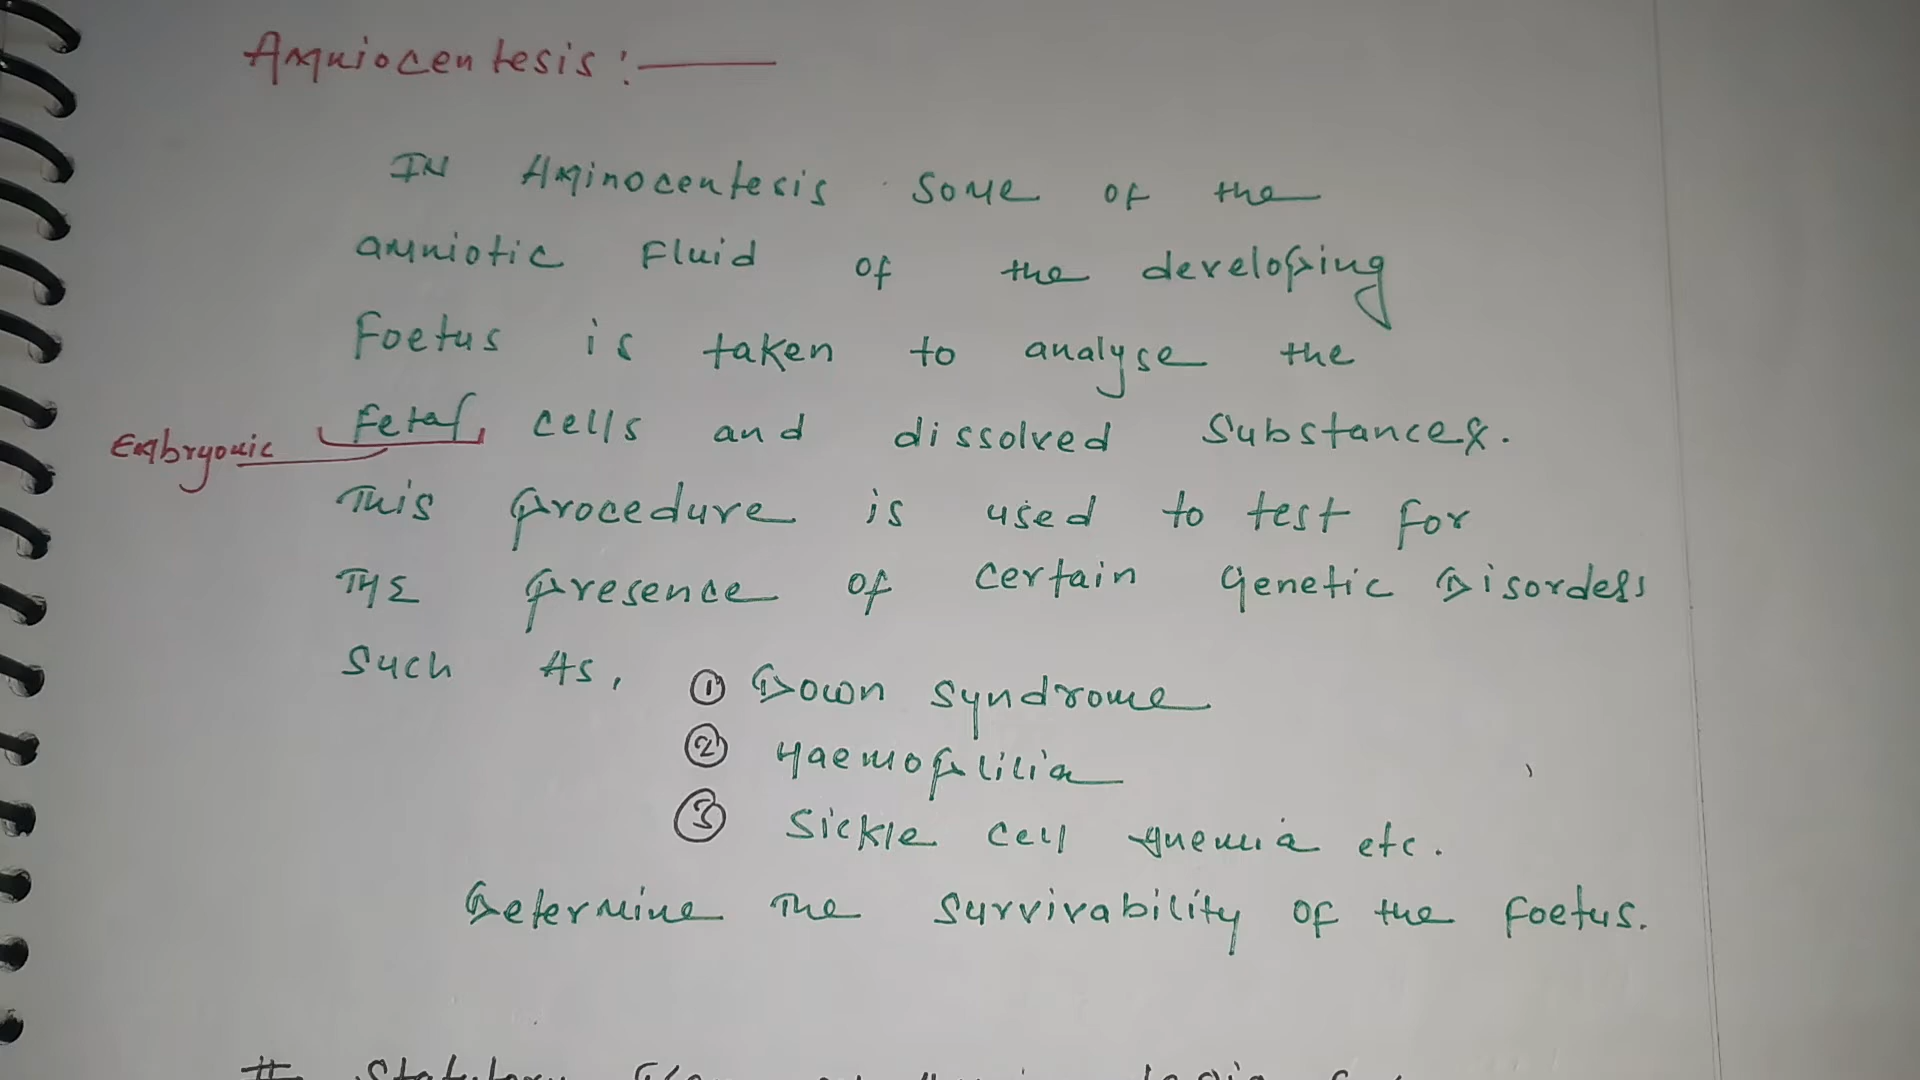 Amniocentesis :—
IN Aminocentesis some of the
amniotic Fluid of the developing
Foetus is taken to analyse the
Embryonic Fetal cells and dissolved Substances.
This procedure is used to test for
THE presence of certain Genetic Disorders
Such As, ① Down syndrome
② Haemophilia
③ Sickle cell Anemia etc.
Determine The survivability of the foetus.
# Statutory